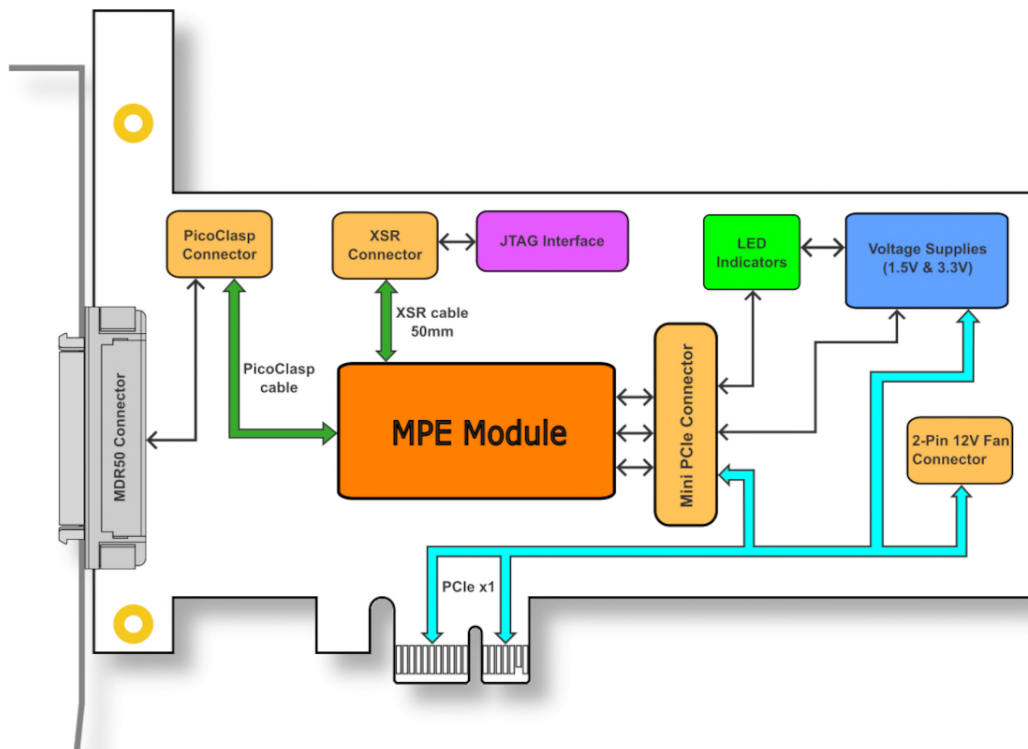 PicoClasp
Connector
XSR
Connector
JTAG Interface
LED
Indicators
Voltage Supplies
(1.5V & 3.3V)
XSR cable
50mm
PicoClasp
cable
MDR50 Connector
MPE Module
Mini PCIe Connector
2-Pin 12V Fan
Connector
PCIe x1